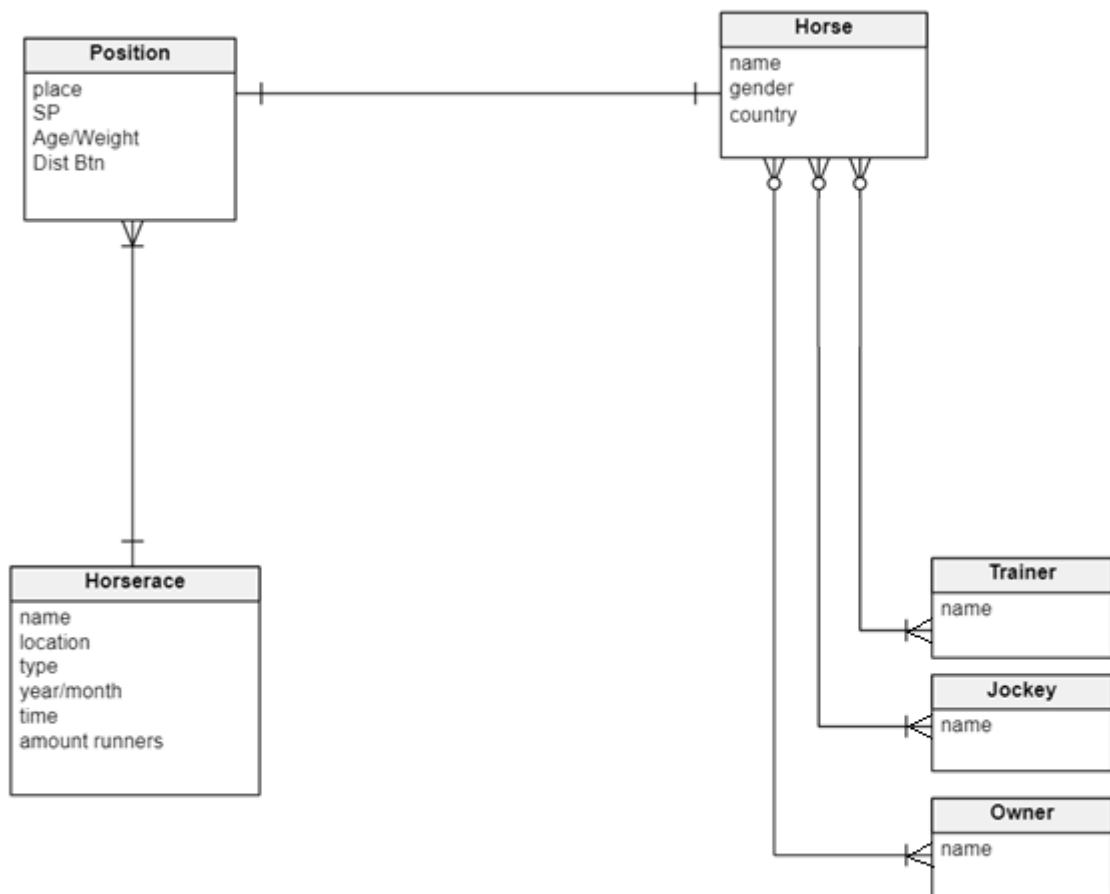 Position
place
SP
Age/Weight
Dist Btn
Horse
name
gender
country
Horserace
name
location
type
year/month
time
amount runners
Trainer
name
Jockey
name
Owner
name